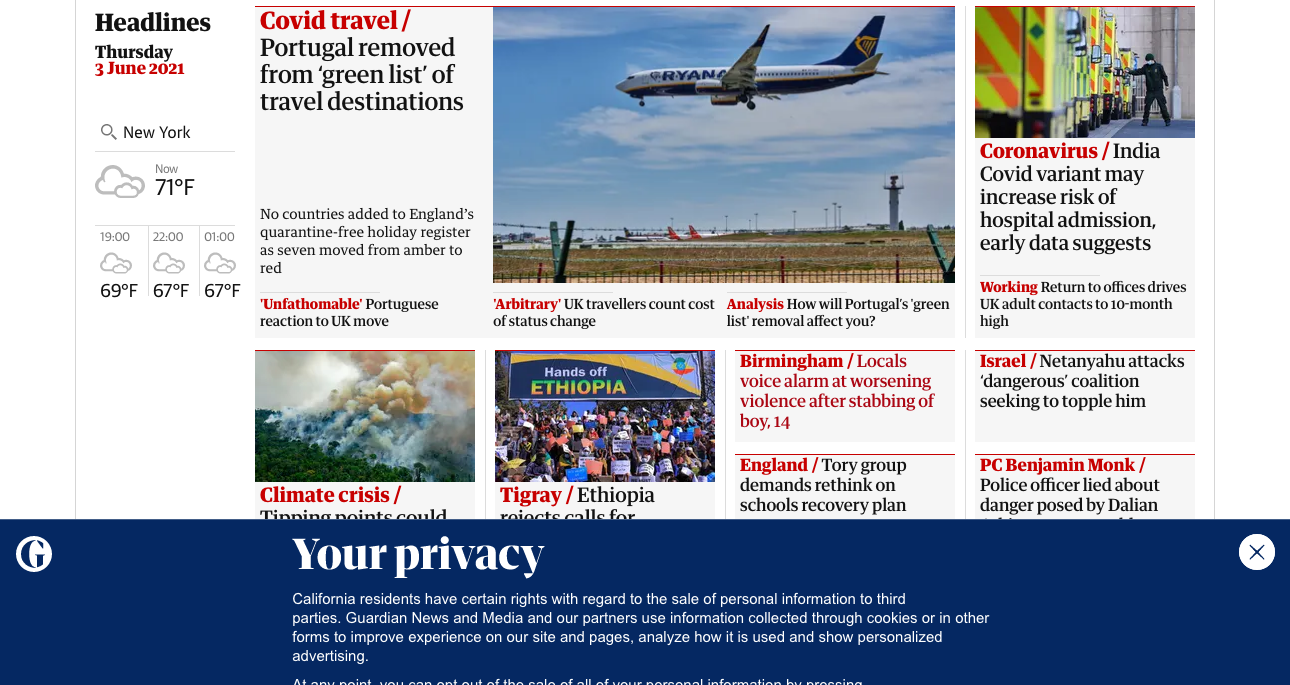 Headlines
Thursday
3 June 2021
New York
Now
71°F
19:00
22:00
01:00
69°F
67°F
67°F
Covid travel /
Portugal removed
from ‘green list’ of
travel destinations
No countries added to England’s
quarantine-free holiday register
as seven moved from amber to
red
'Unfathomable' Portuguese
reaction to UK move
RYANA
'Arbitrary' UK travellers count cost
of status change
Analysis How will Portugal’s 'green
list' removal affect you?
Coronavirus / India
Covid variant may
increase risk of
hospital admission,
early data suggests
Working Return to offices drives
UK adult contacts to 10-month
high
Climate crisis /
Tipping points could
Hands off
ETHIOPIA
Tigray / Ethiopia
rejects calls for
Birmingham / Locals
voice alarm at worsening
violence after stabbing of
boy, 14
England / Tory group
demands rethink on
schools recovery plan
Israel / Netanyahu attacks
‘dangerous’ coalition
seeking to topple him
PC Benjamin Monk /
Police officer lied about
danger posed by Dalian
G
Your privacy
California residents have certain rights with regard to the sale of personal information to third
parties. Guardian News and Media and our partners use information collected through cookies or in other
forms to improve experience on our site and pages, analyze how it is used and show personalized
advertising.
At any point, you can opt out of the sale of all of your personal information by pressing